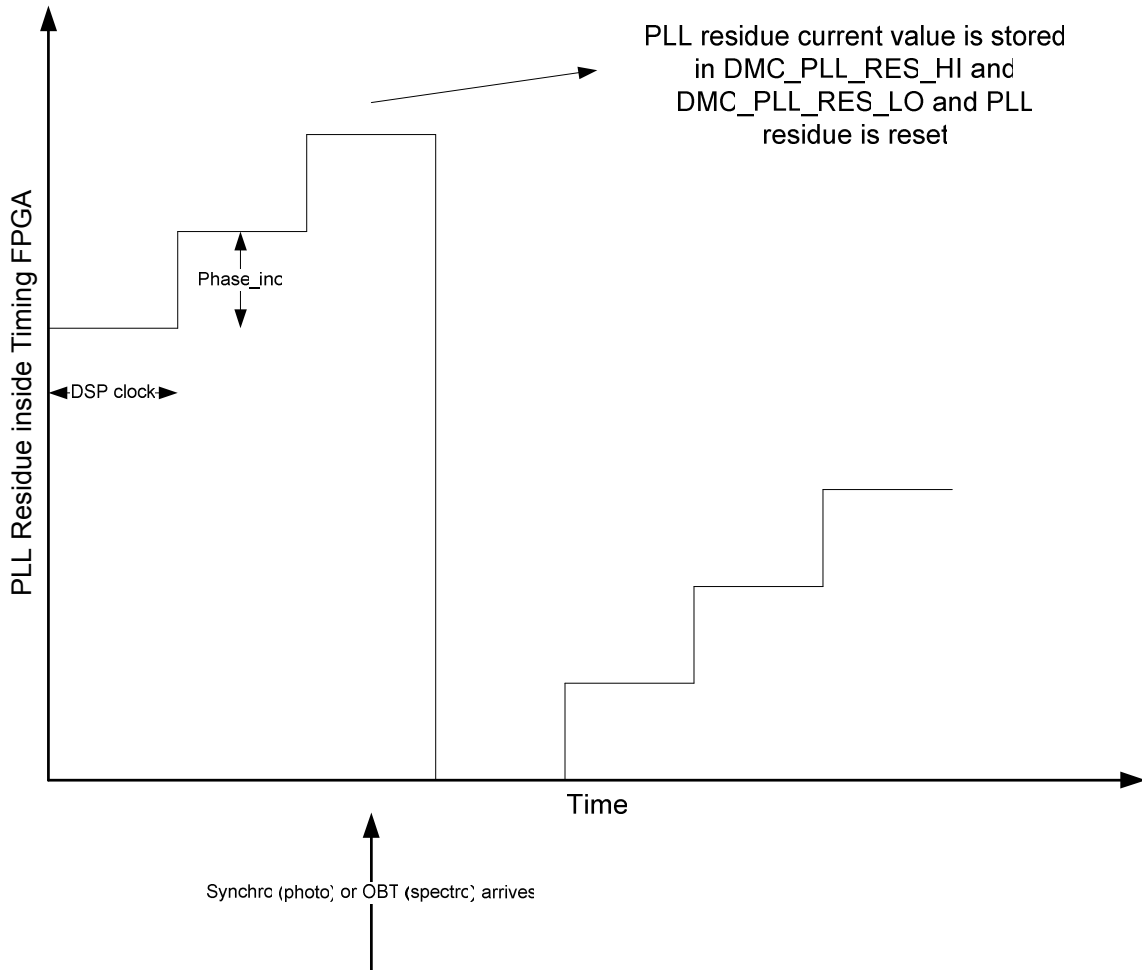 PLL residue current value is stored
in DMC_PLL_RES_HI and
DMC_PLL_RES_LO and PLL
residue is reset
PLL Residue inside Timing FPGA
Phase_inc
DSP clock
Time
Synchro (photo) or OBT (spectro) arrives